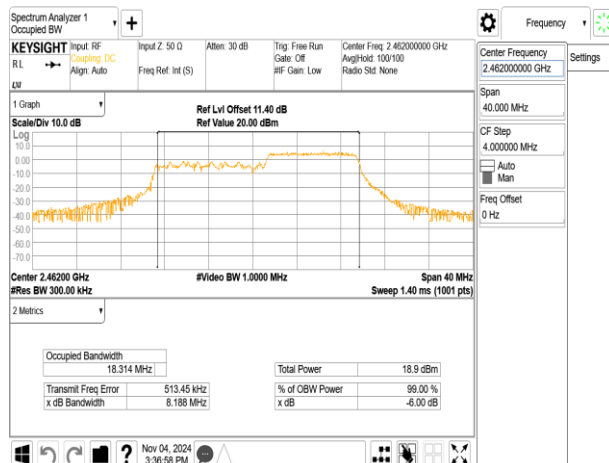 Spectrum Analyzer 1
Occupied BW
+
Frequency
KEYSIGHT
RL
Input: RF
Coupling: DC
Align: Auto
Input Z: 50 Ω
Freq Ref: Int (S)
Atten: 30 dB
Trig: Free Run
Gate: Off
#IF Gain: Low
Center Freq: 2.462000000 GHz
Avg|Hold: 100/100
Radio Std: None
Center Frequency
2.462000000 GHz
Settings
Span
40.000 MHz
CF Step
4.000000 MHz
Auto
Man
Freq Offset
0 Hz
1 Graph
Scale/Div 10.0 dB
Ref Lvl Offset 11.40 dB
Ref Value 20.00 dBm
Log
10.0
0.00
-10.0
-20.0
-30.0
-40.0
-50.0
-60.0
-70.0
Center 2.46200 GHz
#Res BW 300.00 kHz
#Video BW 1.0000 MHz
Span 40 MHz
Sweep 1.40 ms (1001 pts)
2 Metrics
Occupied Bandwidth
18.314 MHz
Transmit Freq Error 513.45 kHz
x dB Bandwidth 8.188 MHz
Total Power 18.9 dBm
% of OBW Power 99.00 %
x dB -6.00 dB
?
Nov 04, 2024
3:36:58 PM